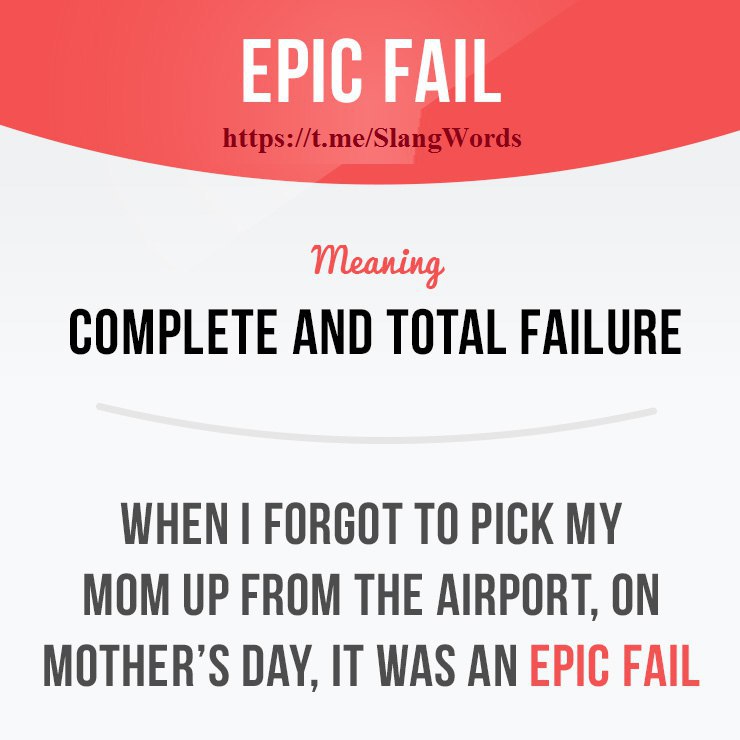 EPIC FAIL
https://t.me/SlangWords
Meaning
COMPLETE AND TOTAL FAILURE
WHEN I FORGOT TO PICK MY
MOM UP FROM THE AIRPORT, ON
MOTHER’S DAY, IT WAS AN EPIC FAIL